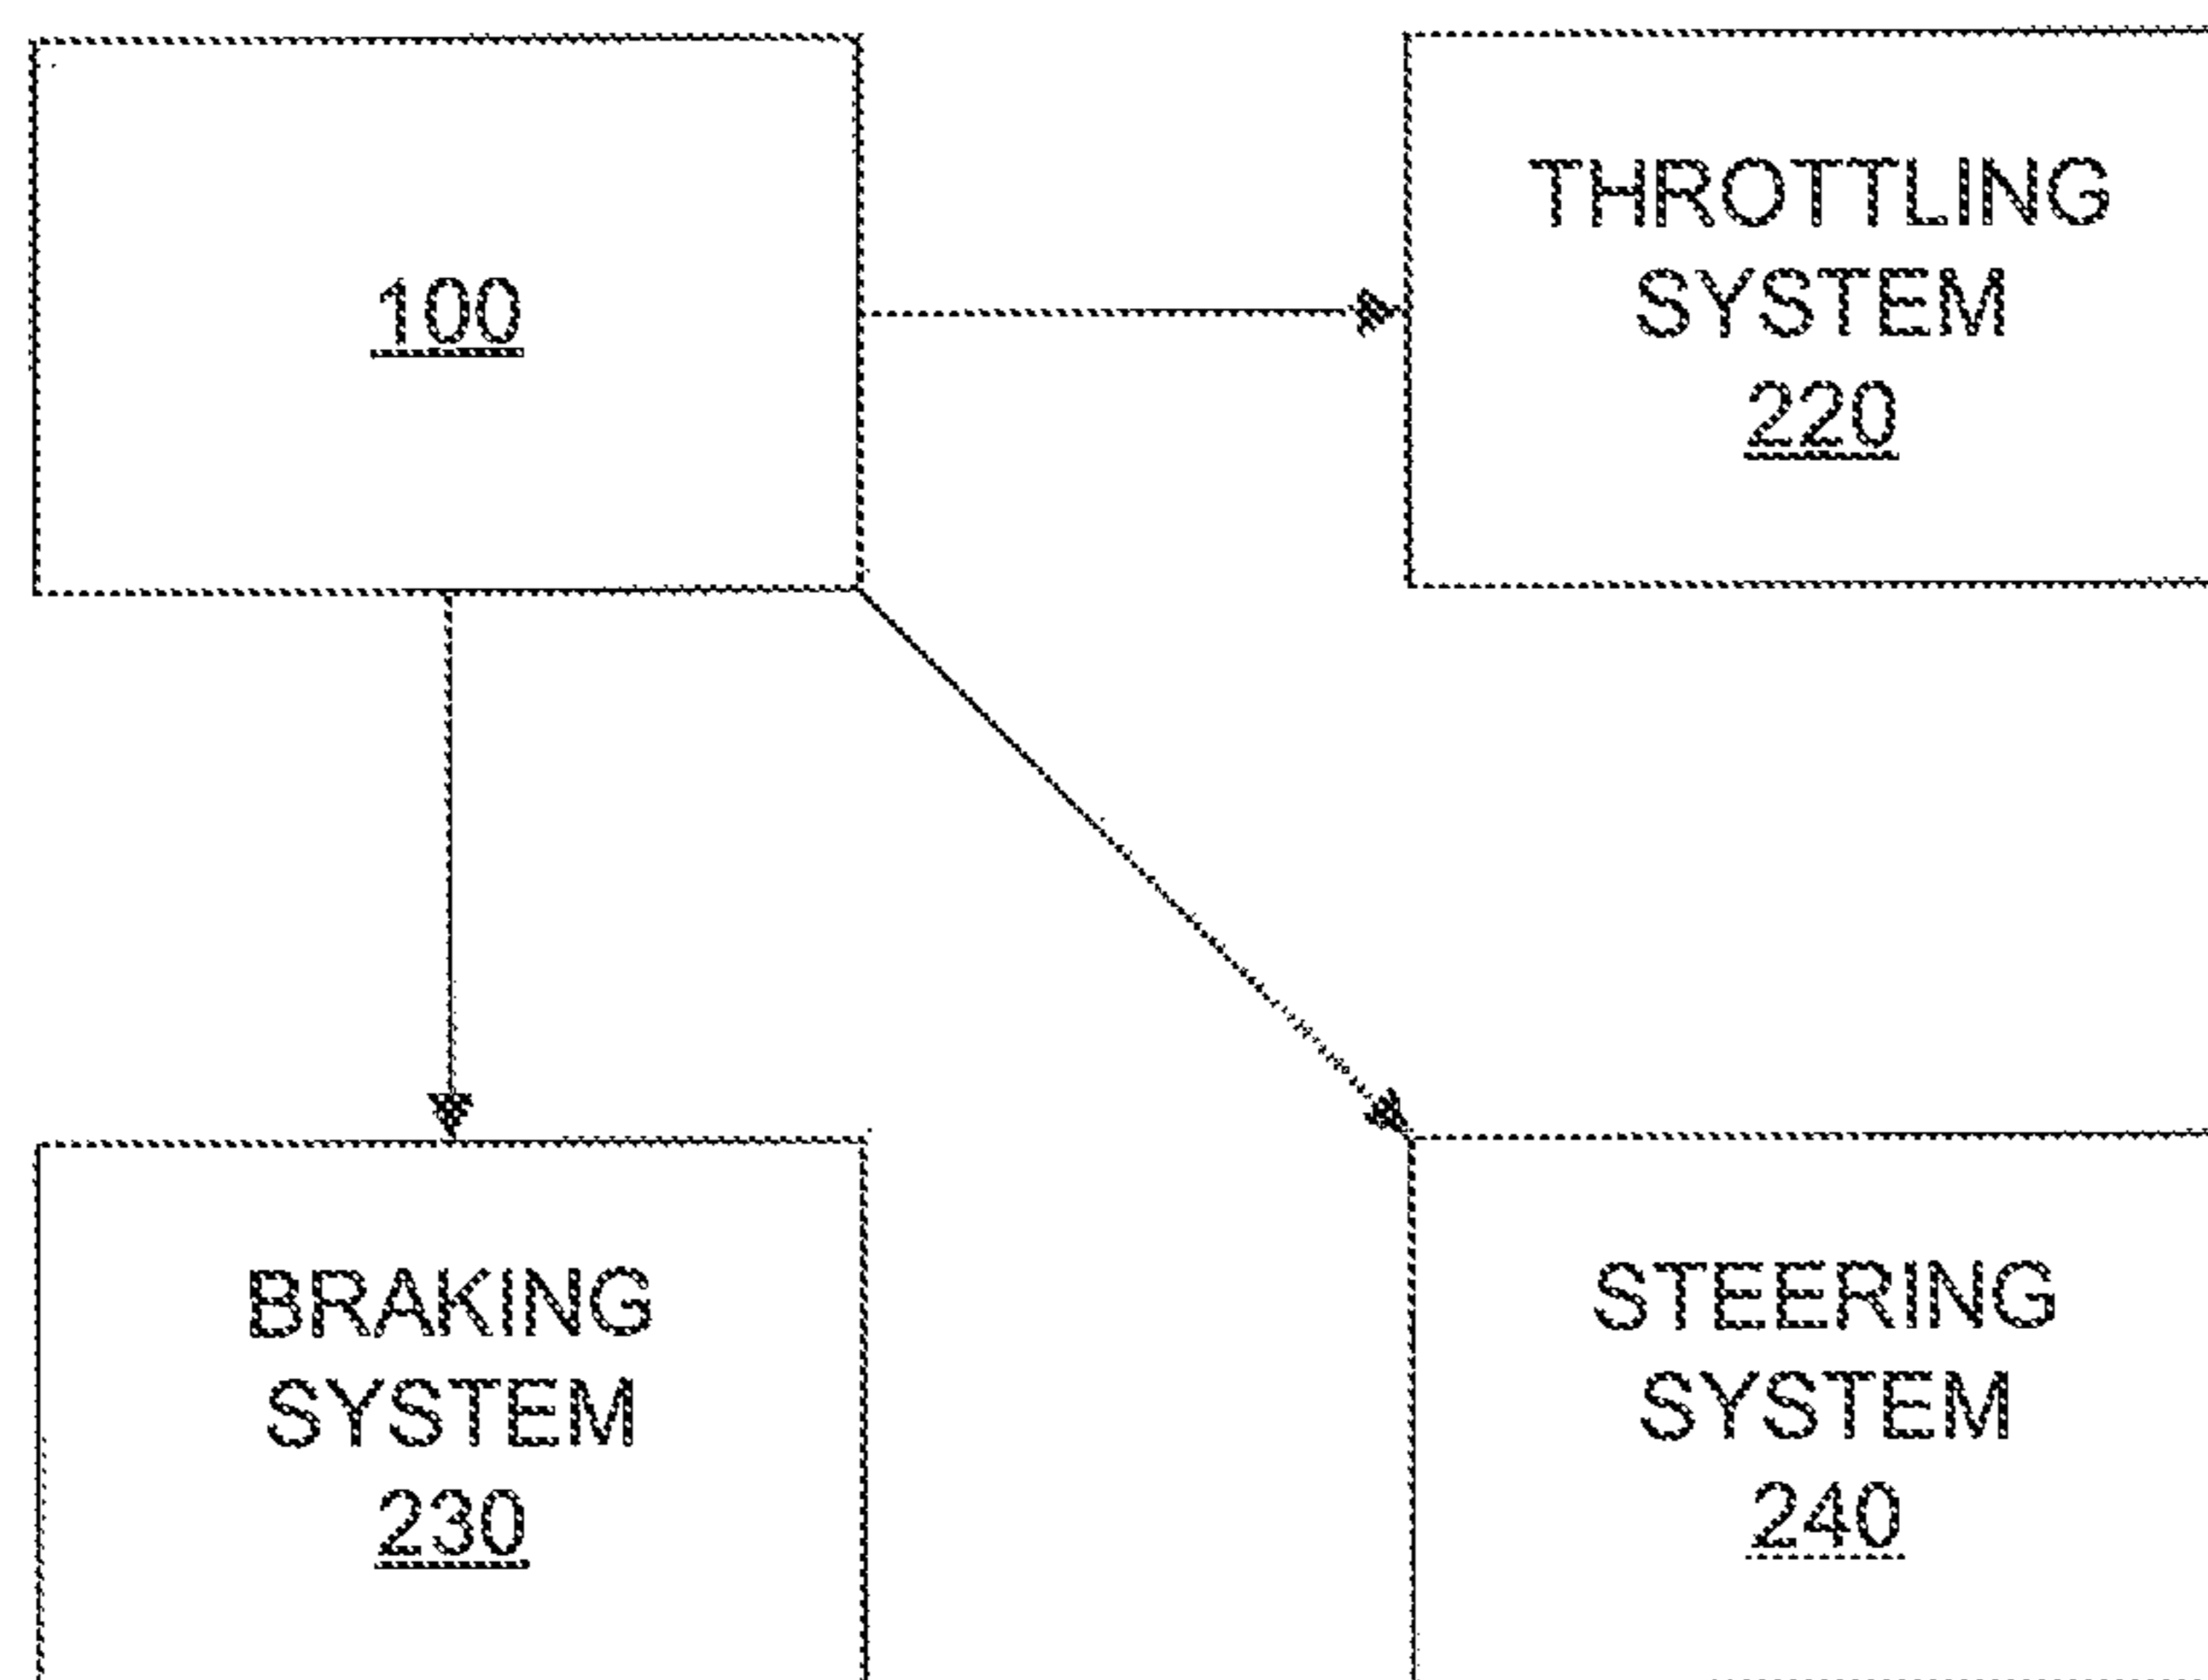 100
THROTTLING
SYSTEM
220
BRAKING
SYSTEM
230
STEERING
SYSTEM
240